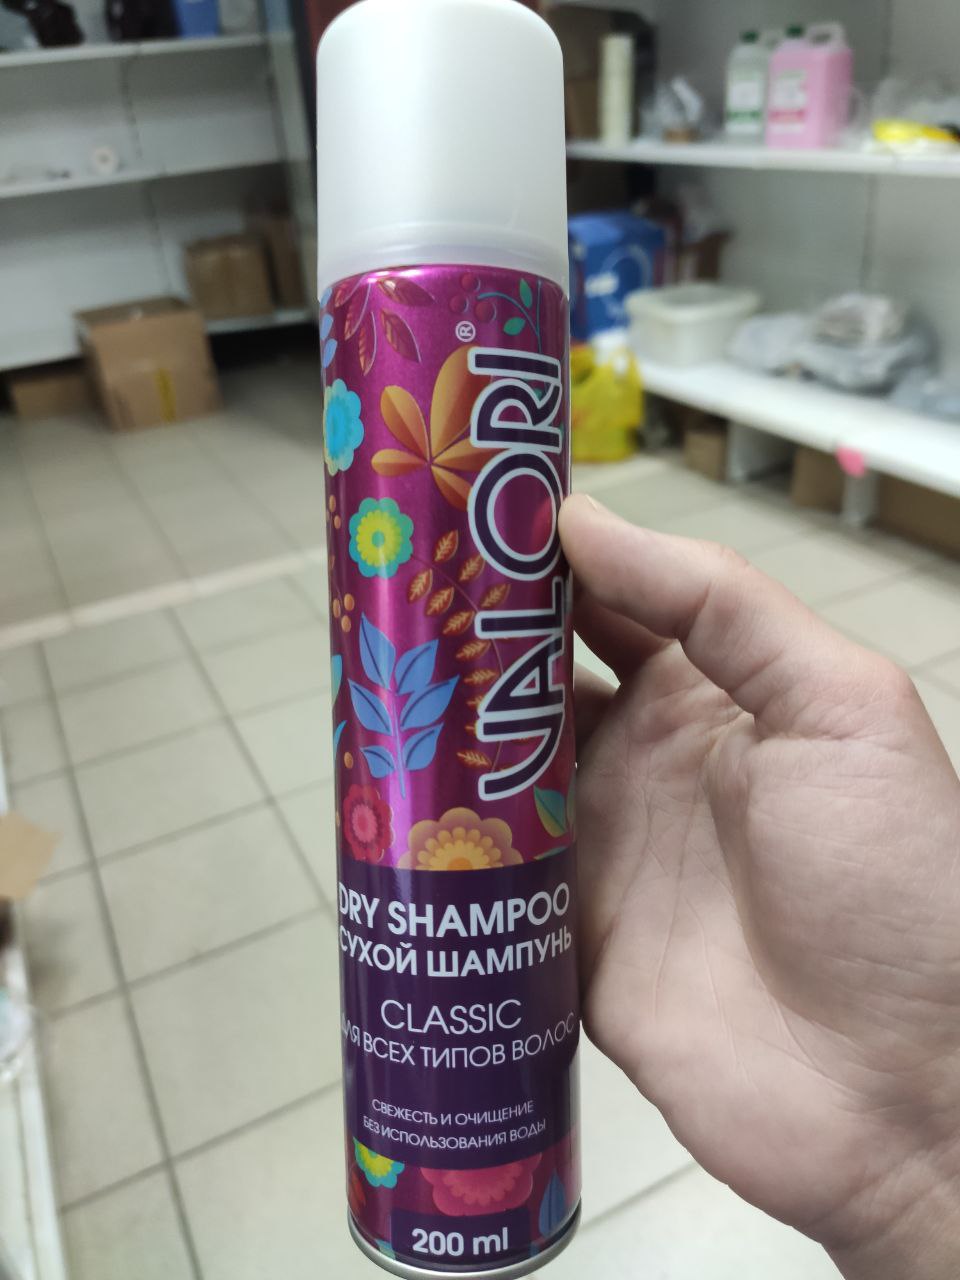 VALORI®
DRY SHAMPOO
СУХОЙ ШАМПУНЬ
CLASSIC
ДЛЯ ВСЕХ ТИПОВ ВОЛОС
СВЕЖЕСТЬ И ОЧИЩЕНИЕ
БЕЗ ИСПОЛЬЗОВАНИЯ ВОДЫ
200 ml